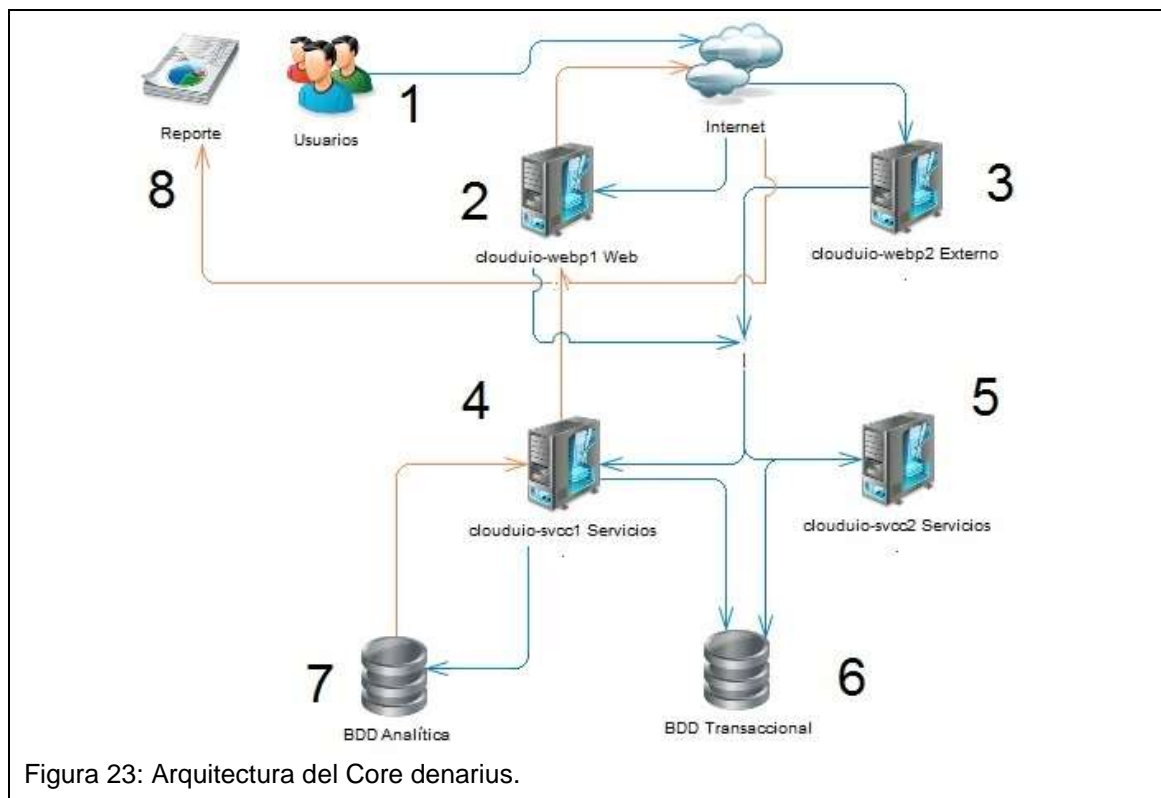 1
Reporte
Usuarios
Internet
8
2
3
clouduio-webp1 Web
clouduio-webp2 Externo
4
5
clouduio-svcc1 Servicios
clouduio-svcc2 Servicios
7
6
BDD Analítica
BDD Transaccional
Figura 23: Arquitectura del Core denarius.